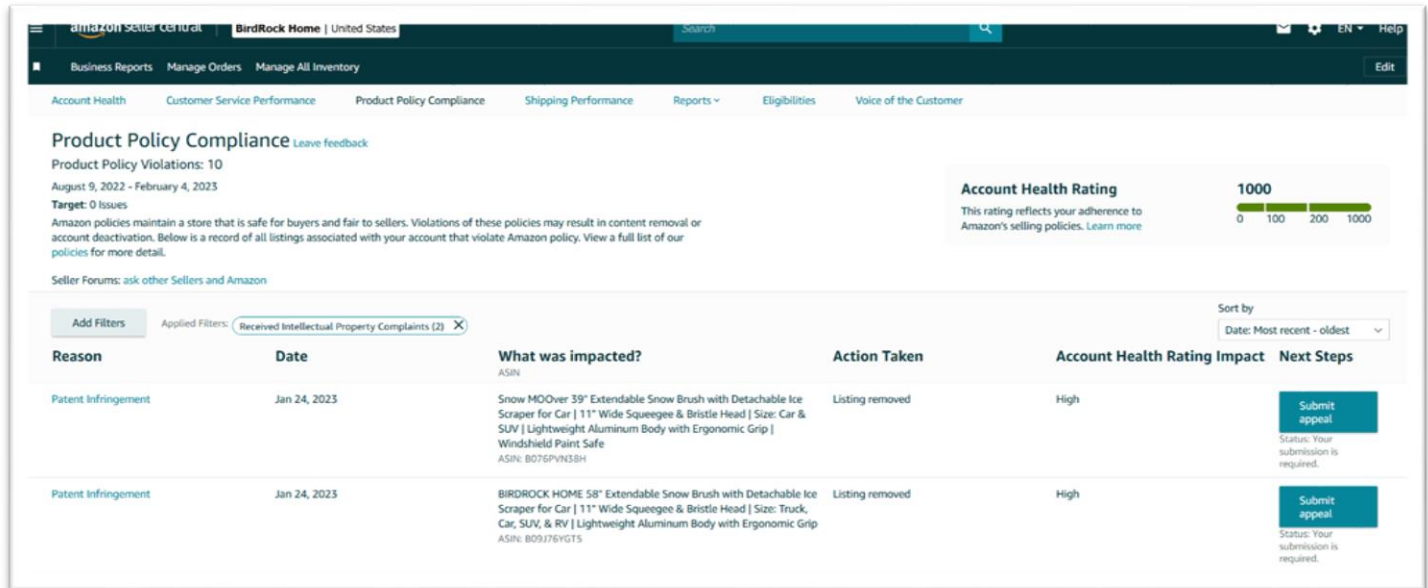 amazon seller central
BirdRock Home | United States
Search
EN
Help
Business Reports Manage Orders Manage All Inventory
Edit
Account Health Customer Service Performance Product Policy Compliance Shipping Performance Reports Eligibilities Voice of the Customer
Product Policy Compliance Leave feedback
Product Policy Violations: 10
August 9, 2022 - February 4, 2023
Target: 0 Issues
Amazon policies maintain a store that is safe for buyers and fair to sellers. Violations of these policies may result in content removal or
account deactivation. Below is a record of all listings associated with your account that violate Amazon policy. View a full list of our
policies for more detail.
Seller Forums: ask other Sellers and Amazon
Account Health Rating
This rating reflects your adherence to
Amazon's selling policies. Learn more
1000
0 100 200 1000
Add Filters
Applied Filters: Received Intellectual Property Complaints (2) X
Sort by
Date: Most recent - oldest
Reason Date What was impacted? Action Taken Account Health Rating Impact Next Steps
ASIN
Patent Infringement
Jan 24, 2023
Snow MOOver 39" Extendable Snow Brush with Detachable Ice
Scraper for Car | 11" Wide Squeegee & Bristle Head | Size: Car &
SUV | Lightweight Aluminum Body with Ergonomic Grip |
Windshield Paint Safe
ASIN: B076PVN38H
Listing removed
High
Submit
appeal
Status: Your
submission is
required.
Patent Infringement
Jan 24, 2023
BIRDROCK HOME 58" Extendable Snow Brush with Detachable Ice
Scraper for Car | 11" Wide Squeegee & Bristle Head | Size: Truck,
Car, SUV, & RV | Lightweight Aluminum Body with Ergonomic Grip
ASIN: B09J76YGTS
Listing removed
High
Submit
appeal
Status: Your
submission is
required.